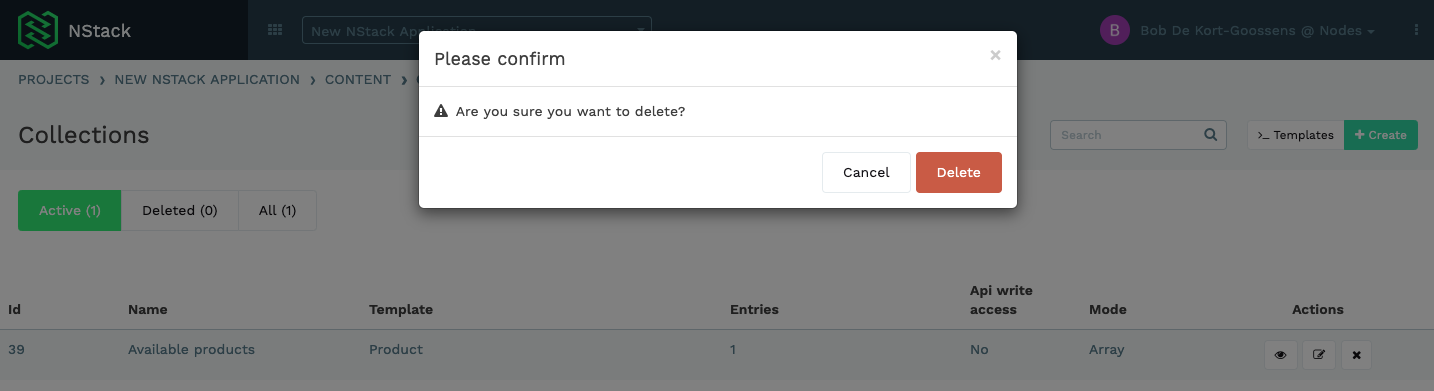 NStack
New NStack Application
B
Bob De Kort-Goossens @ Nodes
Please confirm
×
PROJECTS > NEW NSTACK APPLICATION > CONTENT >
Are you sure you want to delete?
Collections
Search
>_ Templates
+ Create
Cancel
Delete
Active (1)
Deleted (0)
All (1)
Id
Name
Template
Entries
Api write
access
Mode
Actions
39
Available products
Product
1
No
Array